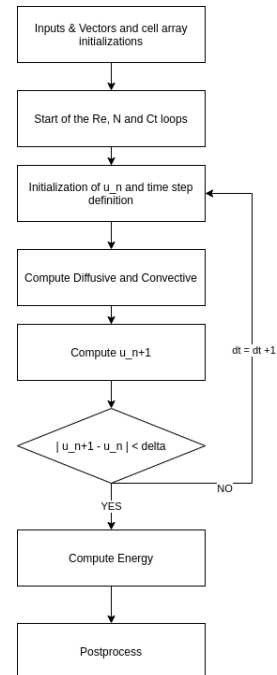 Inputs & Vectors and cell array
initializations
Start of the Re, N and Ct loops
Initialization of u_n and time step
definition
Compute Diffusive and Convective
dt = dt +1
Compute u_n+1
| u_n+1 - u_n | < delta
NO
YES
Compute Energy
Postprocess